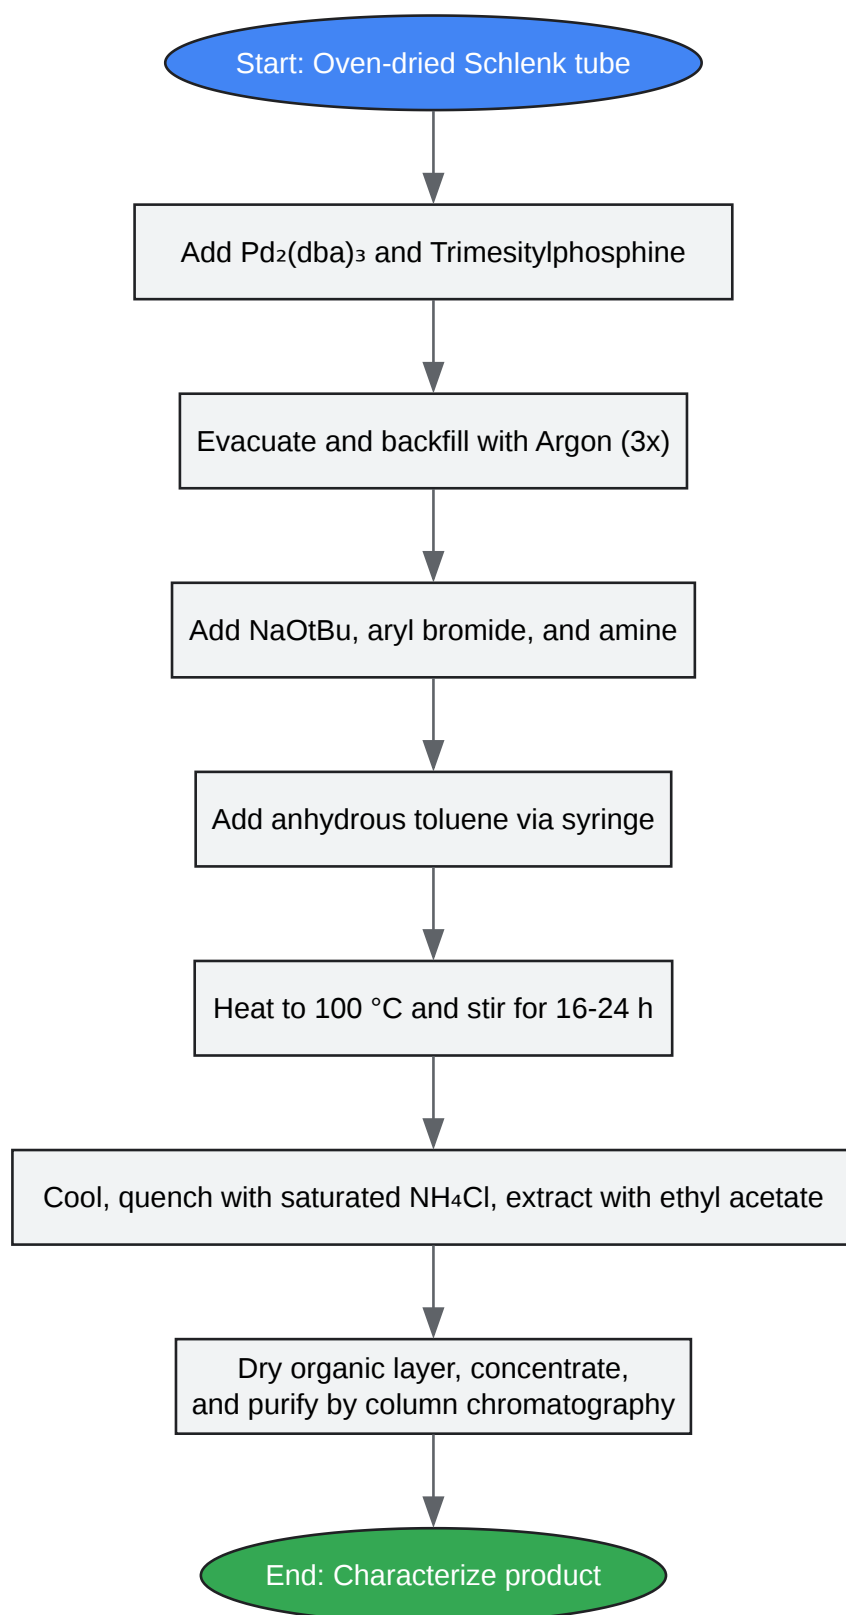 Start: Oven-dried Schlenk tube
Add Pd₂(dba)₃ and Trimesitylphosphine
Evacuate and backfill with Argon (3x)
Add NaOtBu, aryl bromide, and amine
Add anhydrous toluene via syringe
Heat to 100 °C and stir for 16-24 h
Cool, quench with saturated NH₄Cl, extract with ethyl acetate
Dry organic layer, concentrate,
and purify by column chromatography
End: Characterize product